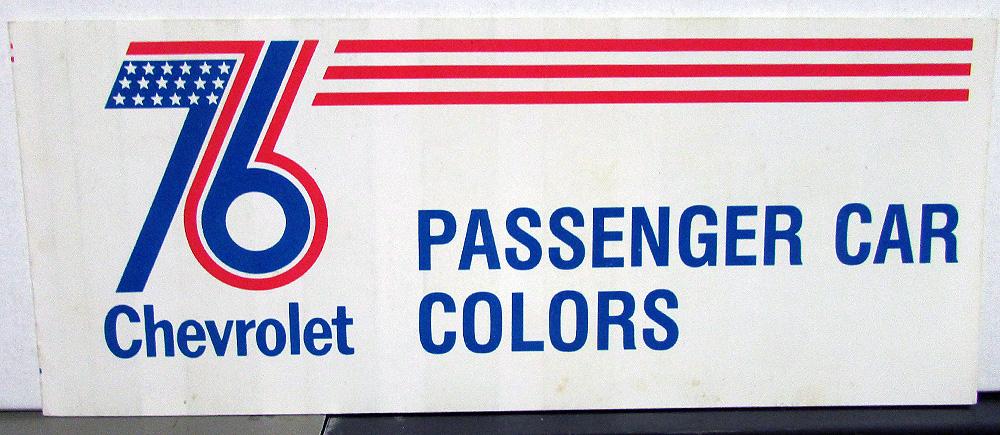 76
Chevrolet
PASSENGER CAR
COLORS